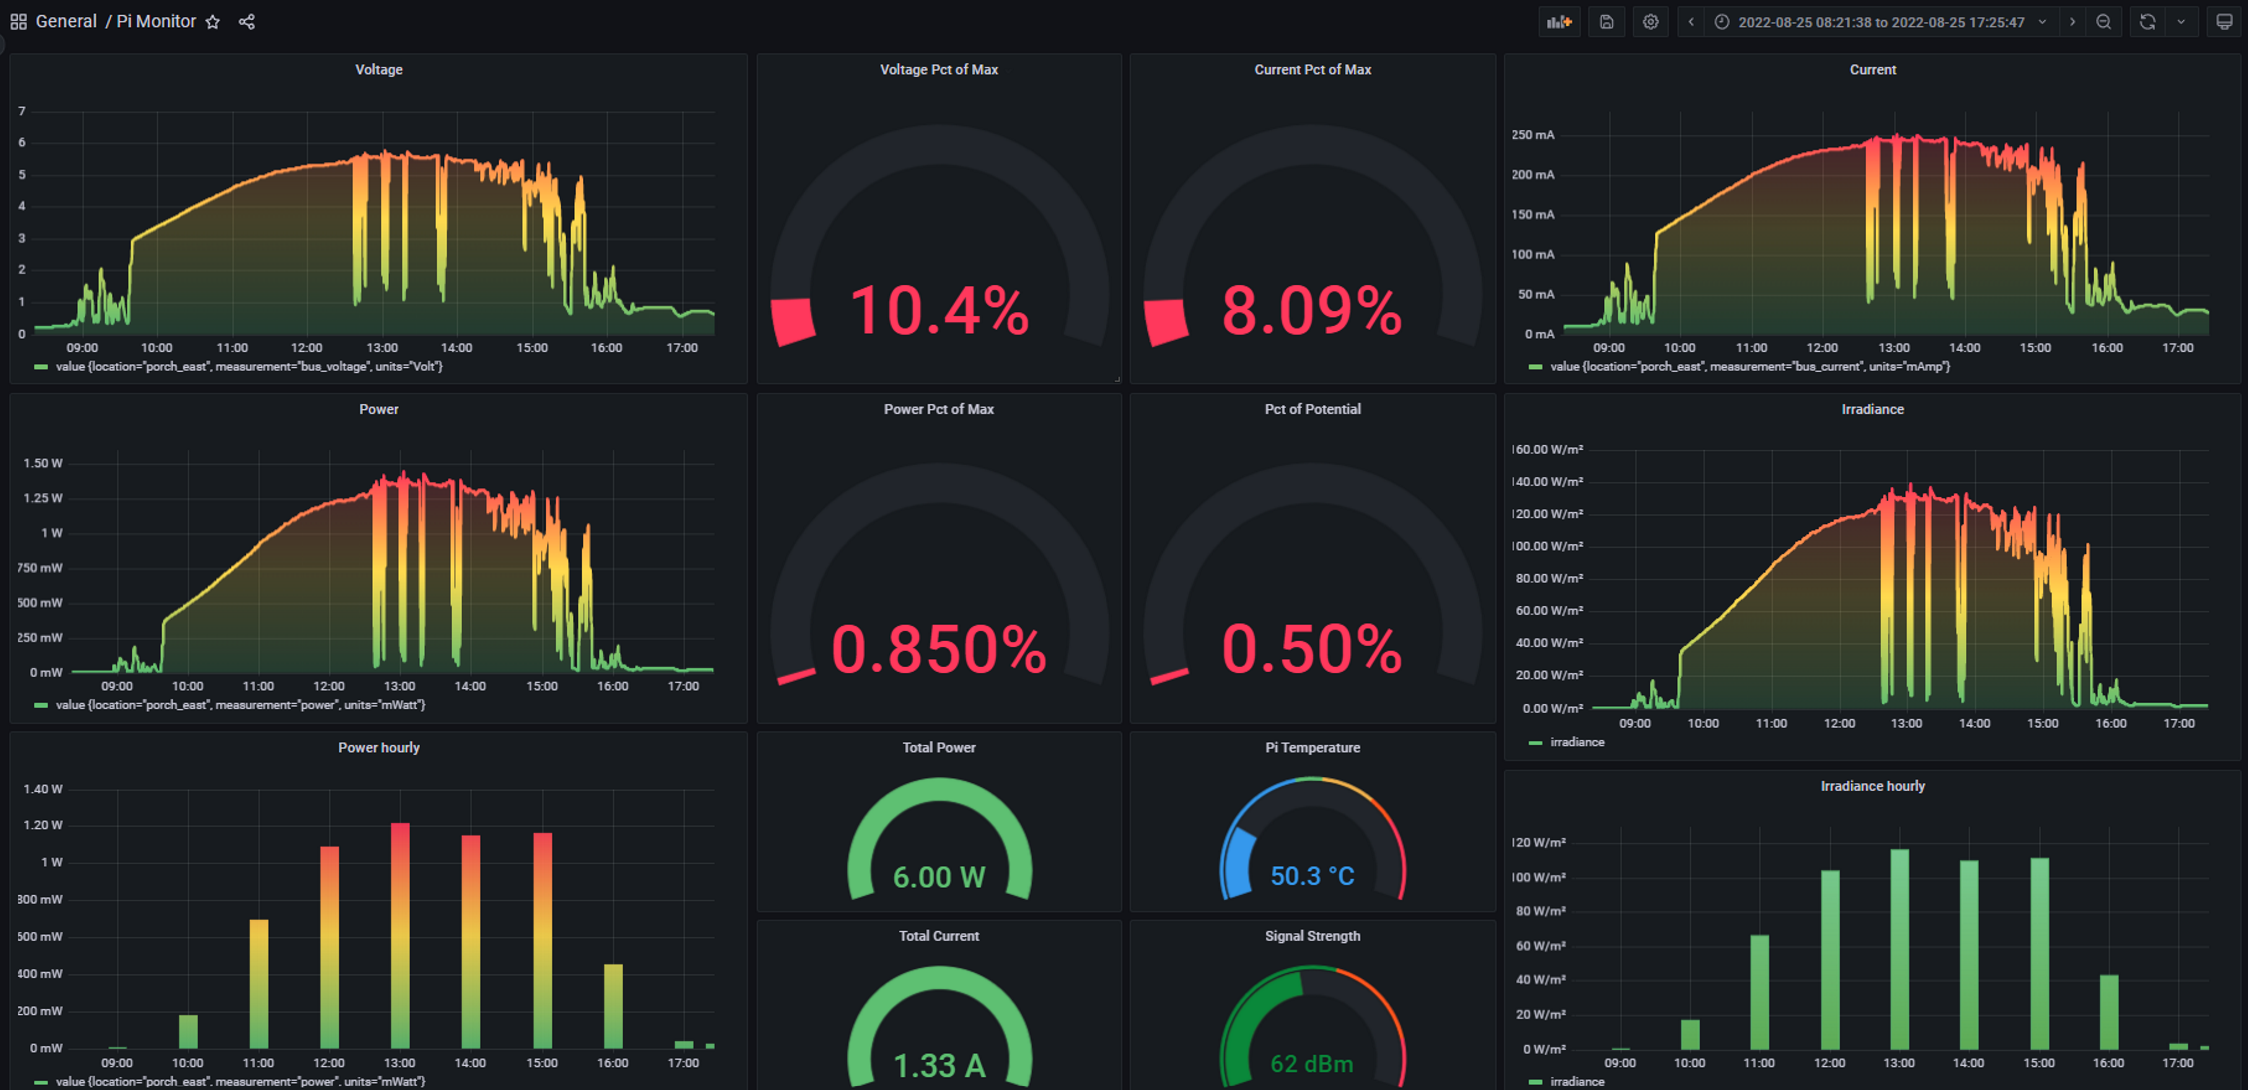 General / Pi Monitor
2022-08-25 08:21:38 to 2022-08-25 17:25:47
Voltage
7
6
5
4
3
2
1
0
09:00 10:00 11:00 12:00 13:00 14:00 15:00 16:00 17:00
value {location="porch_east", measurement="bus_voltage", units="Volt"}
Voltage Pct of Max
10.4%
Current Pct of Max
8.09%
Current
250 mA
200 mA
150 mA
100 mA
50 mA
0 mA
09:00 10:00 11:00 12:00 13:00 14:00 15:00 16:00 17:00
value {location="porch_east", measurement="bus_current", units="mAmp"}
Power
1.50 W
1.25 W
1 W
750 mW
500 mW
250 mW
0 mW
09:00 10:00 11:00 12:00 13:00 14:00 15:00 16:00 17:00
value {location="porch_east", measurement="power", units="mWatt"}
Power Pct of Max
0.850%
Pct of Potential
0.50%
Irradiance
160.00 W/m²
140.00 W/m²
120.00 W/m²
100.00 W/m²
80.00 W/m²
60.00 W/m²
40.00 W/m²
20.00 W/m²
0.00 W/m²
09:00 10:00 11:00 12:00 13:00 14:00 15:00 16:00 17:00
irradiance
Power hourly
1.40 W
1.20 W
1 W
800 mW
600 mW
400 mW
200 mW
0 mW
09:00 10:00 11:00 12:00 13:00 14:00 15:00 16:00 17:00
value {location="porch_east", measurement="power", units="mWatt"}
Total Power
6.00 W
Pi Temperature
50.3 °C
Total Current
1.33 A
Signal Strength
62 dBm
Irradiance hourly
120 W/m²
100 W/m²
80 W/m²
60 W/m²
40 W/m²
20 W/m²
0 W/m²
09:00 10:00 11:00 12:00 13:00 14:00 15:00 16:00 17:00
irradiance